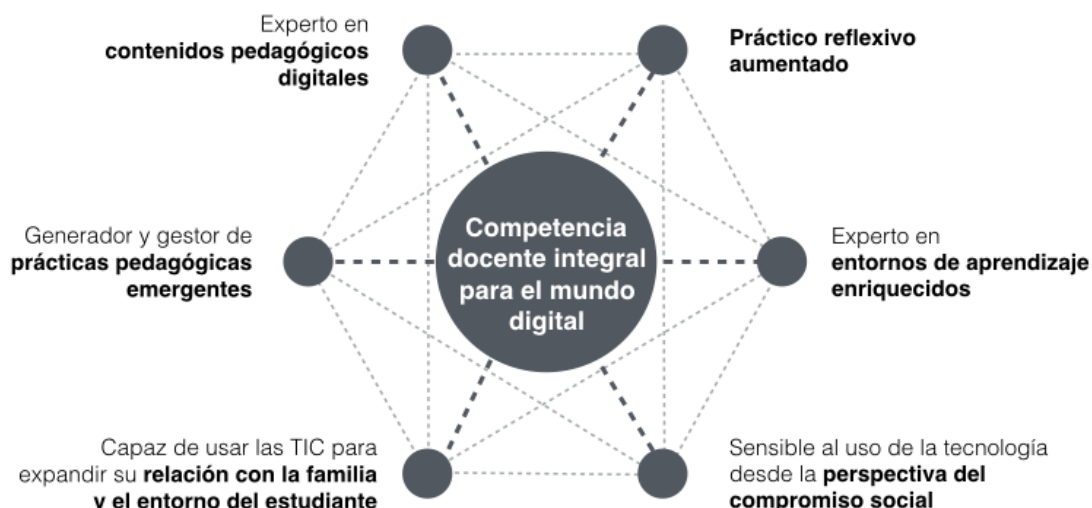 Experto en
contenidos pedagógicos
digitales
Práctico reflexivo
aumentado
Generador y gestor de
prácticas pedagógicas
emergentes
Competencia
docente integral
para el mundo
digital
Experto en
entornos de aprendizaje
enriquecidos
Capaz de usar las TIC para
expandir su relación con la familia
y el entorno del estudiante
Sensible al uso de la tecnología
desde la perspectiva del
compromiso social